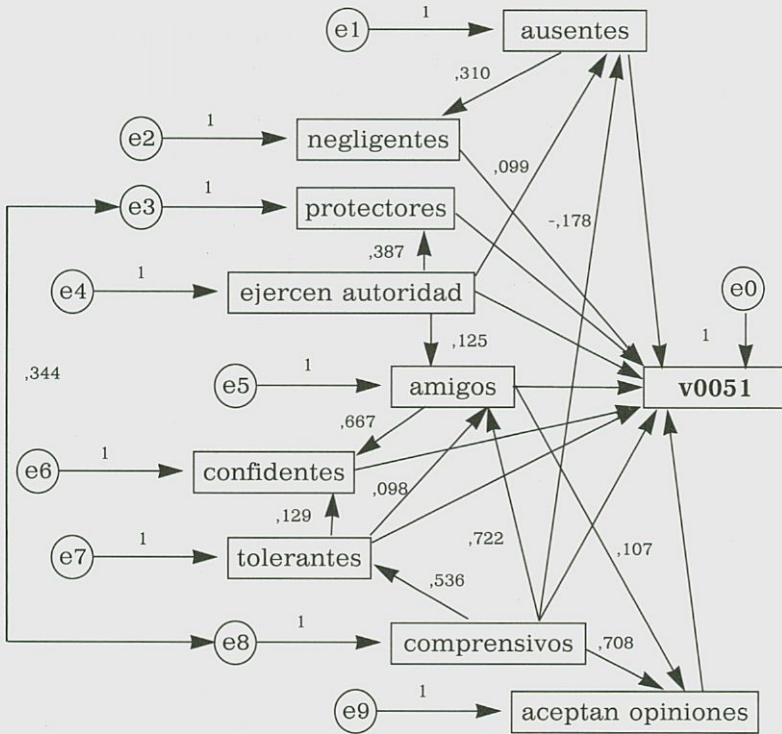 e1
1
ausentes
,310
e2
1
negligentes
,099
e3
1
protectores
-,178
,387
e4
1
ejercen autoridad
e0
,125
1
,344
e5
1
amigos
v0051
,667
e6
1
confidentes
,098
,129
e7
1
tolerantes
,722
,107
,536
e8
1
comprensivos
,708
e9
1
aceptan opiniones